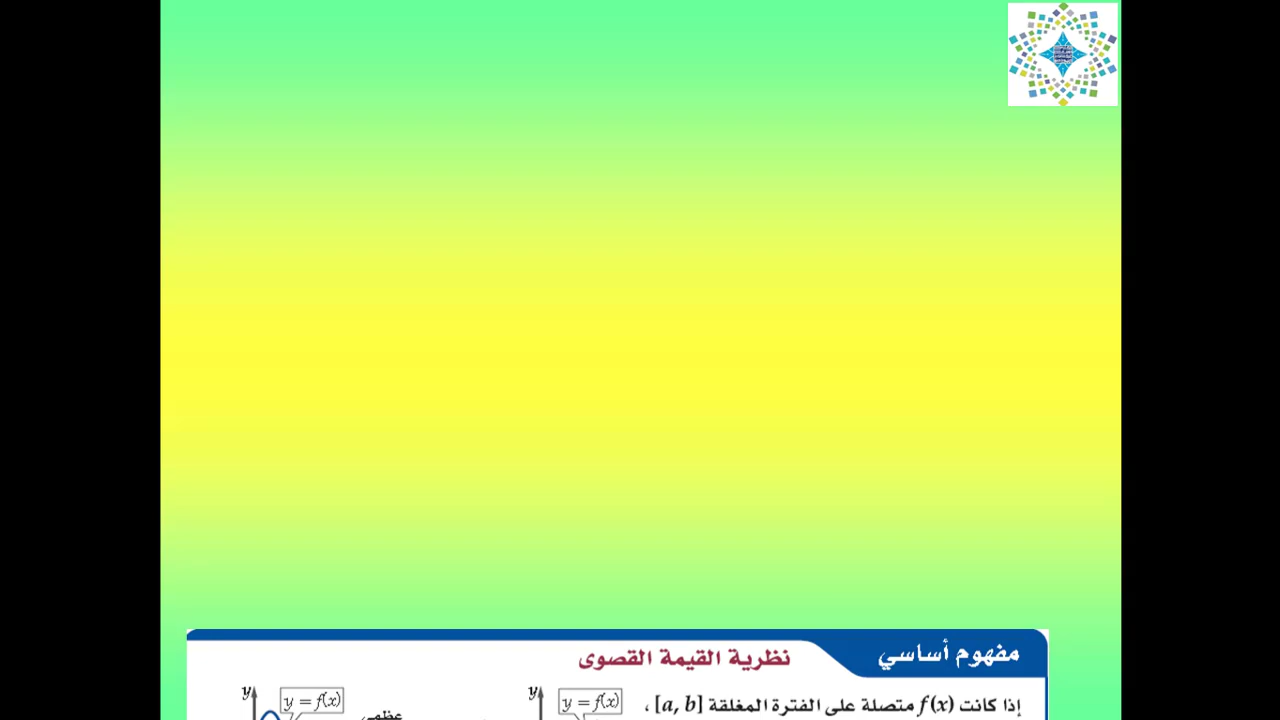 مفهوم أساسي
نظرية القيمة القصوى
إذا كانت f(x) متصلة على الفترة المغلقة [a, b] ،
y
y = f(x)
y
y = f(x)
عظمى